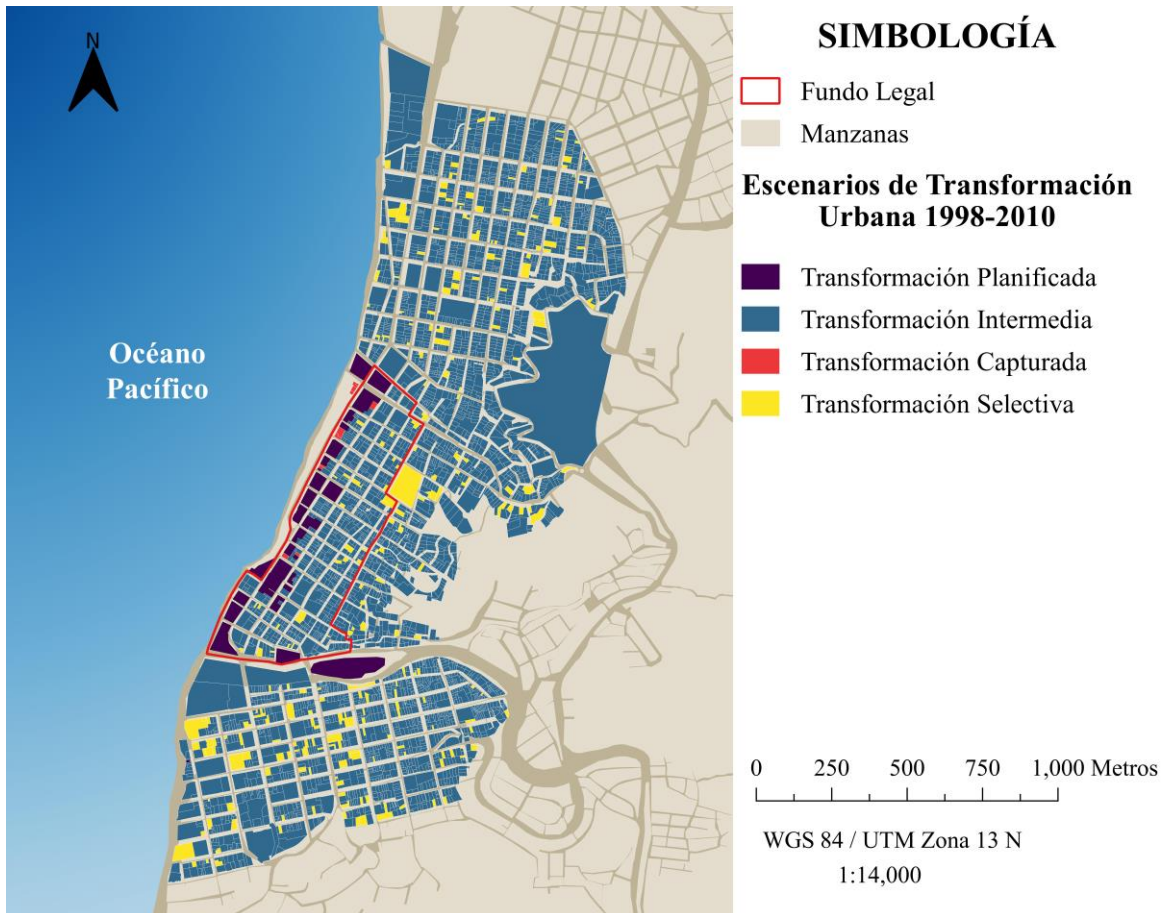 N
Océano
Pacífico
SIMBOLOGÍA
Fundo Legal
Manzanas
Escenarios de Transformación
Urbana 1998-2010
Transformación Planificada
Transformación Intermedia
Transformación Capturada
Transformación Selectiva
0 250 500 750 1,000 Metros
WGS 84 / UTM Zona 13 N
1:14,000